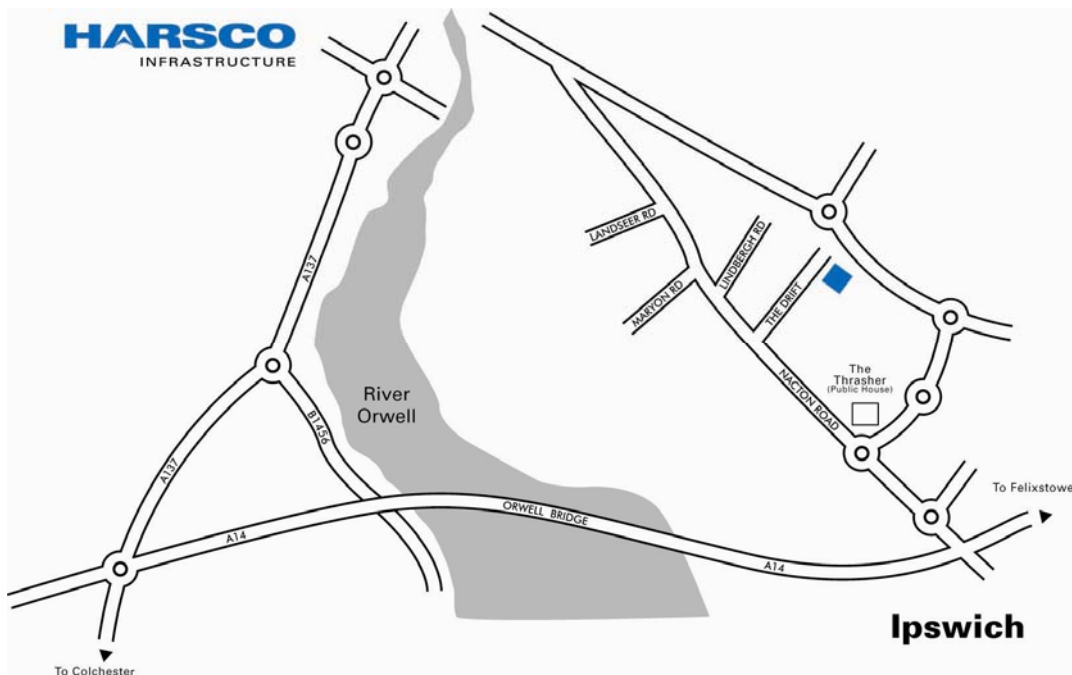 HARSCO
INFRASTRUCTURE
LANDSEER RD
LINDBERGH RD
A137
MARYON RD
THE DRIFT
The
Thrasher
(Public House)
NACTON ROAD
River
Orwell
B1456
A137
To Felixstowe
ORWELL BRIDGE
A14
A14
Ipswich
To Colchester